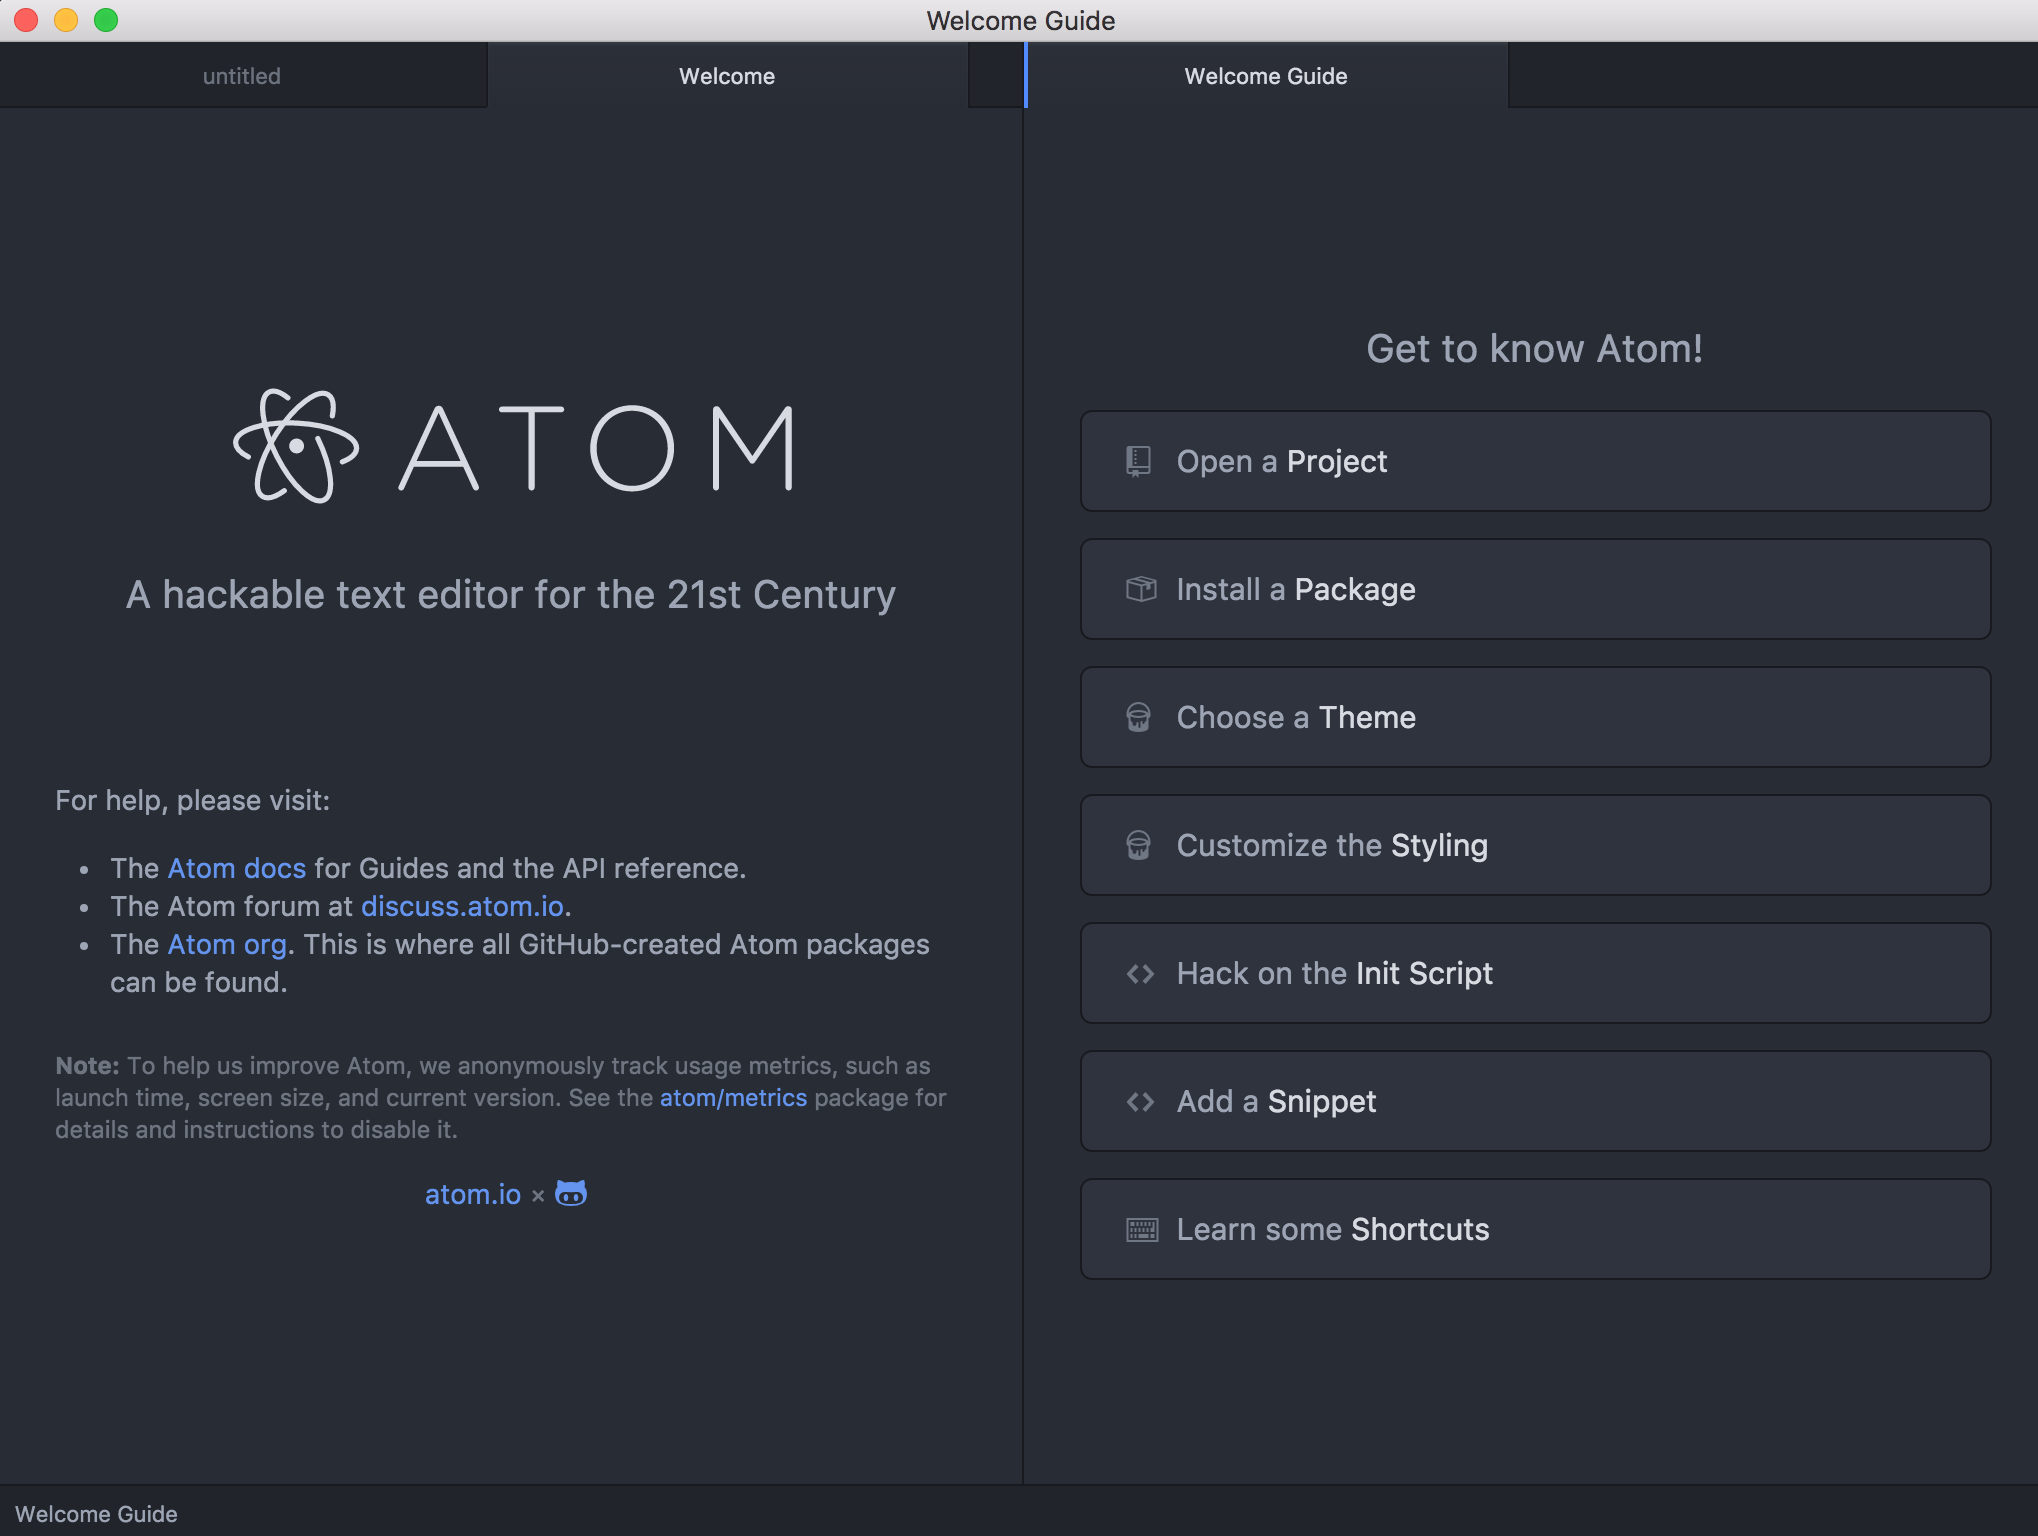 Welcome Guide
untitled
Welcome
Welcome Guide
ATOM
A hackable text editor for the 21st Century
For help, please visit:
• The Atom docs for Guides and the API reference.
• The Atom forum at discuss.atom.io.
• The Atom org. This is where all GitHub-created Atom packages
can be found.
Note: To help us improve Atom, we anonymously track usage metrics, such as
launch time, screen size, and current version. See the atom/metrics package for
details and instructions to disable it.
atom.io ×
Get to know Atom!
Open a Project
Install a Package
Choose a Theme
Customize the Styling
Hack on the Init Script
Add a Snippet
Learn some Shortcuts
Welcome Guide